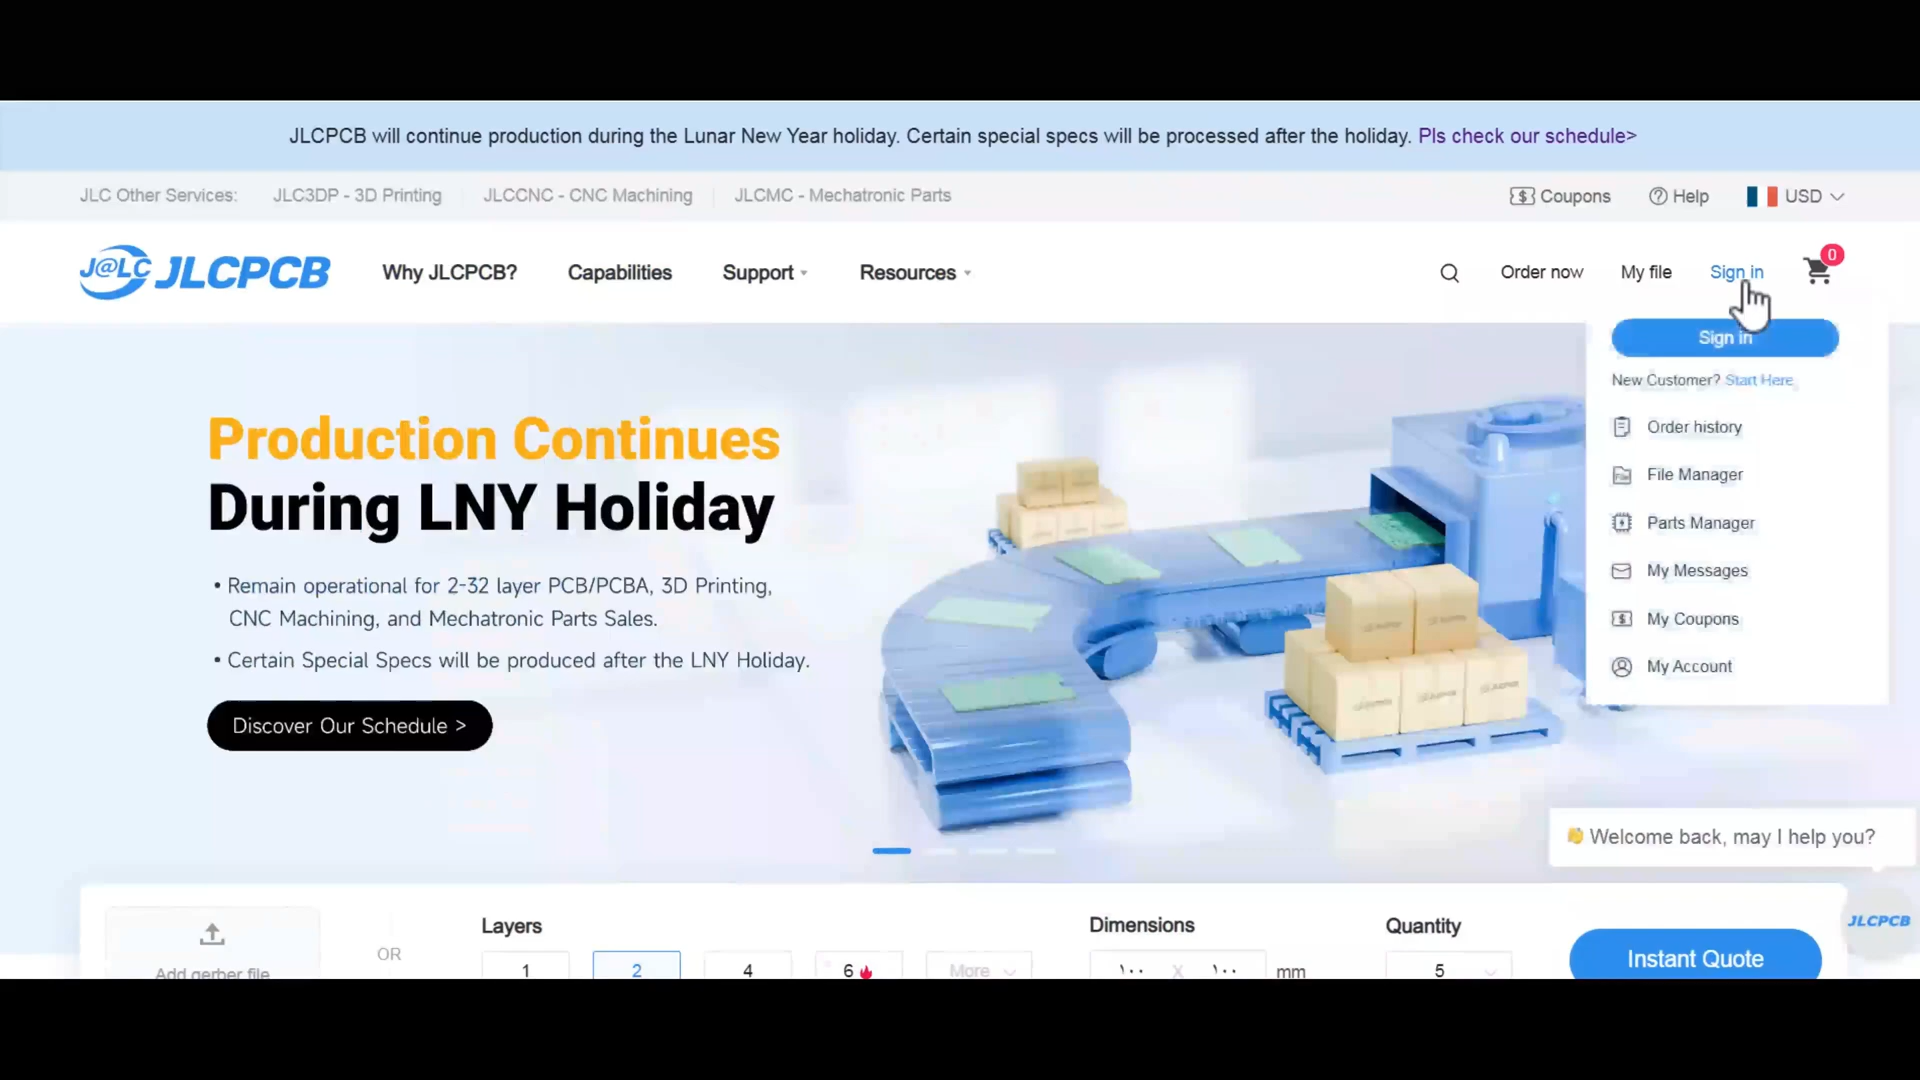 JLCPCB will continue production during the Lunar New Year holiday. Certain special specs will be processed after the holiday. Pls check our schedule>
JLC Other Services: JLC3DP - 3D Printing JLCCNC - CNC Machining JLCMC - Mechatronic Parts Coupons Help USD
J@LC JLCPCB Why JLCPCB? Capabilities Support Resources Order now My file Sign in 0
Sign in
New Customer? Start Here
Order history
File Manager
Parts Manager
My Messages
My Coupons
My Account
Production Continues
During LNY Holiday
• Remain operational for 2-32 layer PCB/PCBA, 3D Printing,
CNC Machining, and Mechatronic Parts Sales.
• Certain Special Specs will be produced after the LNY Holiday.
Discover Our Schedule >
Welcome back, may I help you?
JLCPCB
Add gerber file
OR
Layers
1 2 4 6 More
Dimensions
١٠٠ X ١٠٠ mm
Quantity
5
Instant Quote